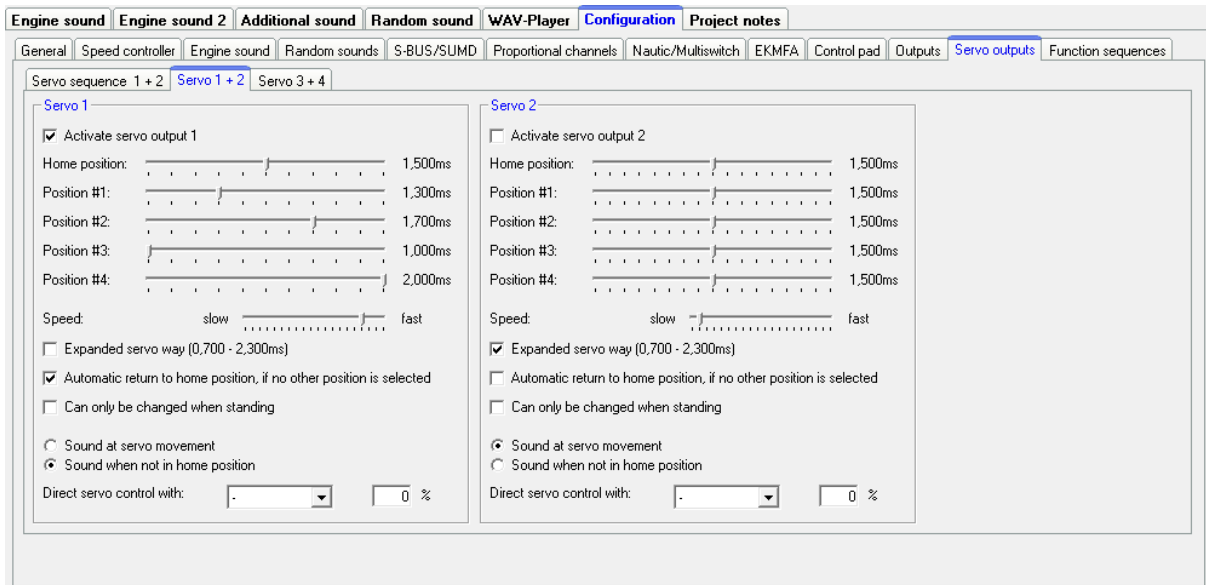 Engine sound Engine sound 2 Additional sound Random sound WAV-Player Configuration Project notes
General Speed controller Engine sound Random sounds S-BUS/SUMD Proportional channels Nautic/Multiswitch EKMFA Control pad Outputs Servo outputs Function sequences
Servo sequence 1 + 2 Servo 1 + 2 Servo 3 + 4
Servo 1
Activate servo output 1
Home position: 1,500ms
Position #1: 1,300ms
Position #2: 1,700ms
Position #3: 1,000ms
Position #4: 2,000ms
Speed: slow fast
Expanded servo way (0,700 - 2,300ms)
Automatic return to home position, if no other position is selected
Can only be changed when standing
Sound at servo movement
Sound when not in home position
Direct servo control with: - 0 %
Servo 2
Activate servo output 2
Home position: 1,500ms
Position #1: 1,500ms
Position #2: 1,500ms
Position #3: 1,500ms
Position #4: 1,500ms
Speed: slow fast
Expanded servo way (0,700 - 2,300ms)
Automatic return to home position, if no other position is selected
Can only be changed when standing
Sound at servo movement
Sound when not in home position
Direct servo control with: - 0 %